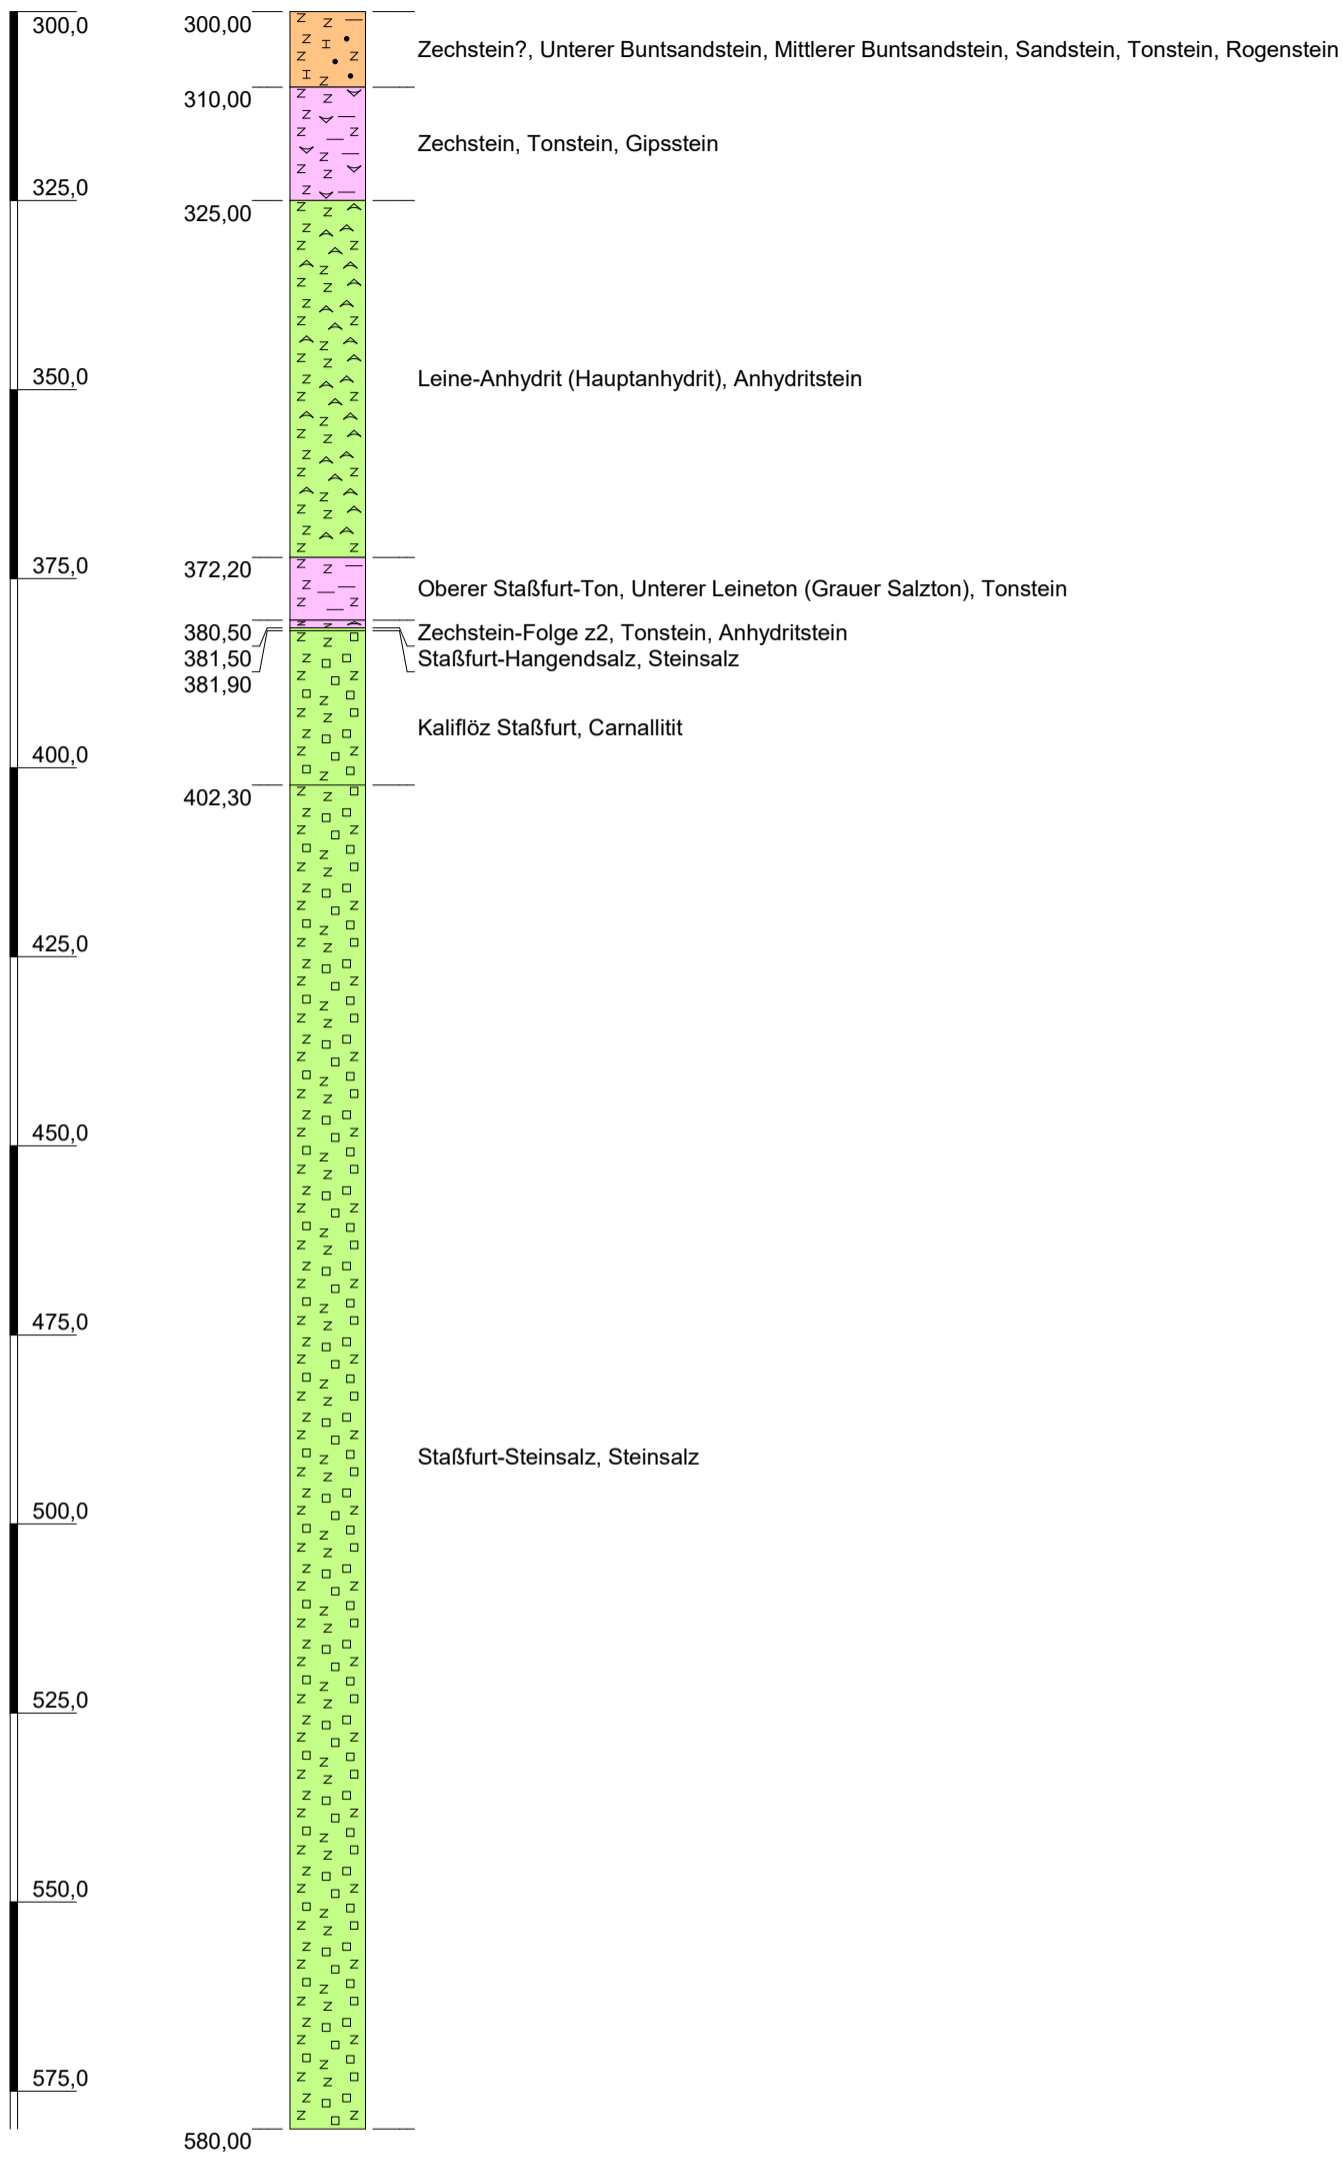 300,0
300,00
Zechstein?, Unterer Buntsandstein, Mittlerer Buntsandstein, Sandstein, Tonstein, Rogenstein
310,00
Zechstein, Tonstein, Gipsstein
325,0
325,00
350,0
Leine-Anhydrit (Hauptanhydrit), Anhydritstein
375,0
372,20
Oberer Staßfurt-Ton, Unterer Leineton (Grauer Salzton), Tonstein
380,50
Zechstein-Folge z2, Tonstein, Anhydritstein
381,50
Staßfurt-Hangendsalz, Steinsalz
381,90
Kaliflöz Staßfurt, Carnallitit
400,0
402,30
425,0
450,0
475,0
Staßfurt-Steinsalz, Steinsalz
500,0
525,0
550,0
575,0
580,00